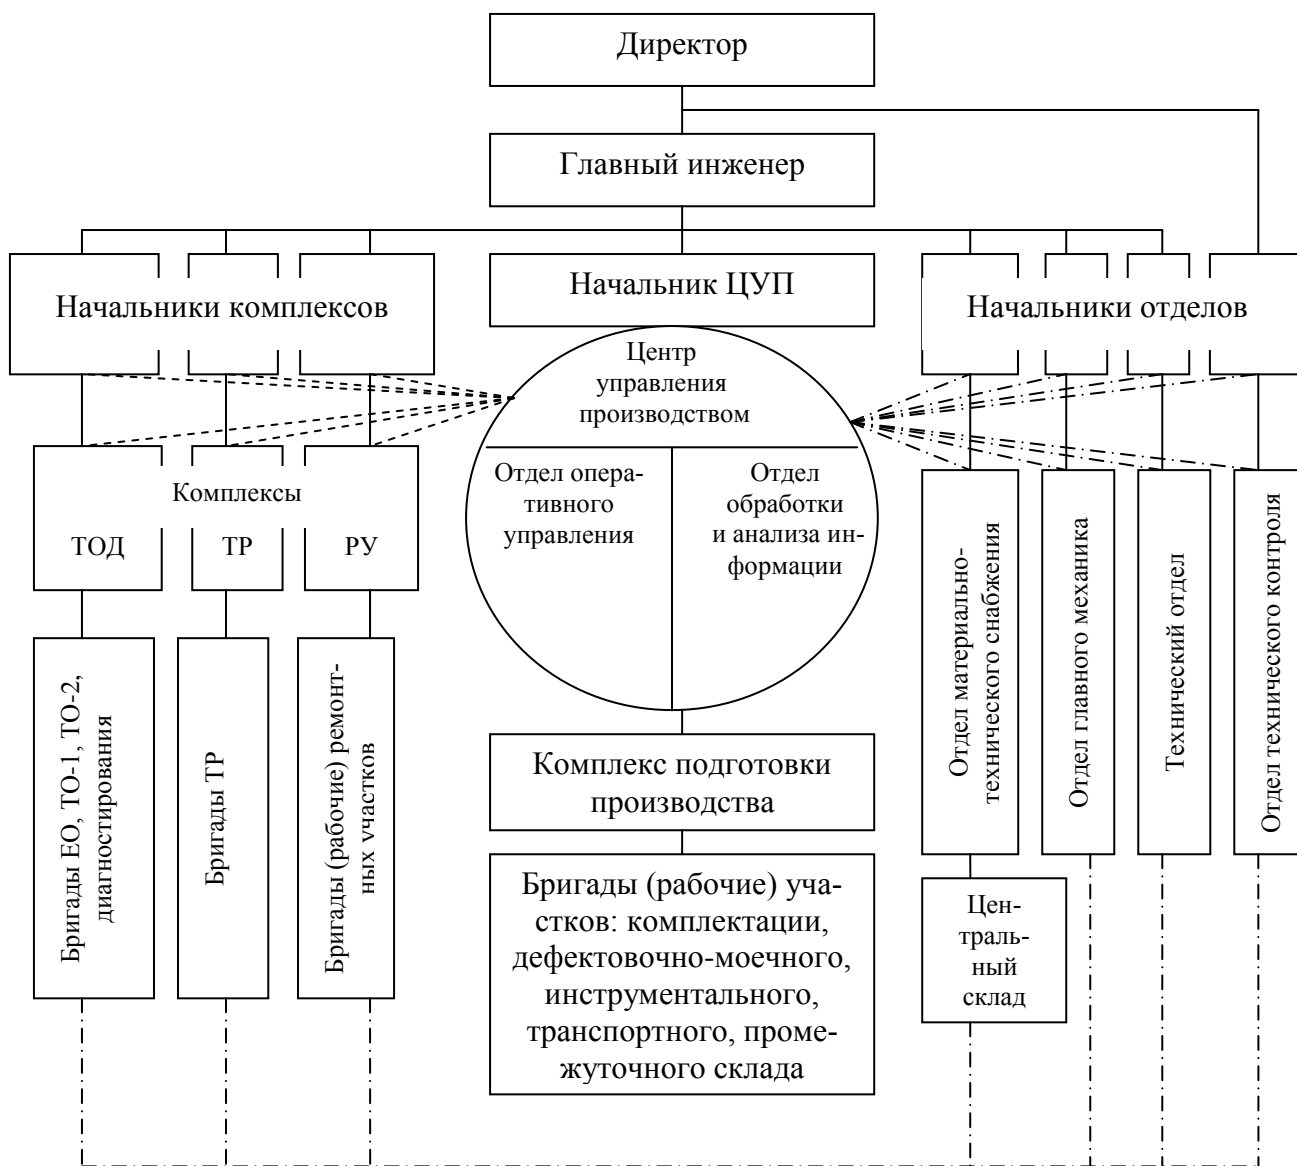 Директор
Главный инженер
Начальники комплексов
Начальник ЦУП
Начальники отделов
Центр
управления
производством
Отдел опера-
тивного
управления
Отдел
обработки
и анализа ин-
формации
Комплексы
ТОД
ТР
РУ
Бригады ЕО, ТО-1, ТО-2,
диагностирования
Бригады ТР
Бригады (рабочие) ремонт-
ных участков
Комплекс подготовки
производства
Бригады (рабочие) уча-
стков: комплектации,
дефектовочно-моечного,
инструментального,
транспортного, проме-
жуточного склада
Отдел материально-
технического снабжения
Отдел главного механика
Технический отдел
Отдел технического контроля
Цен-
траль-
ный
склад